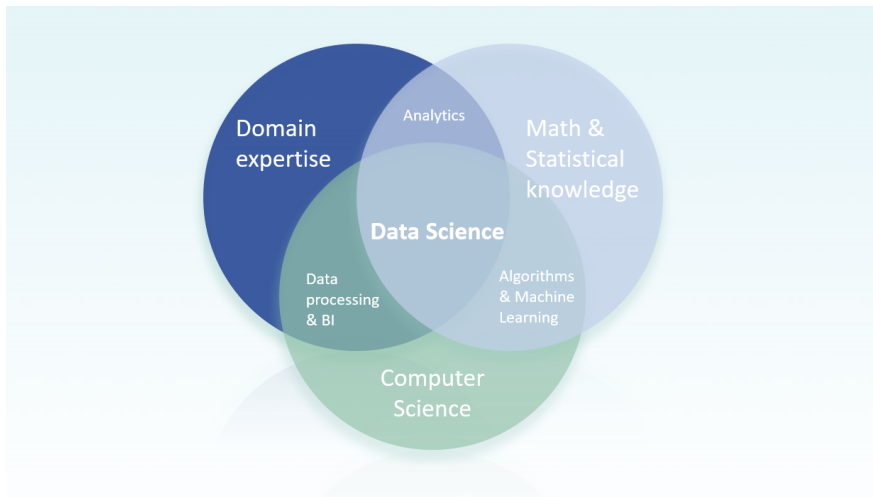 Analytics
Domain
expertise
Math &
Statistical
knowledge
Data Science
Data
processing
& BI
Algorithms
& Machine
Learning
Computer
Science